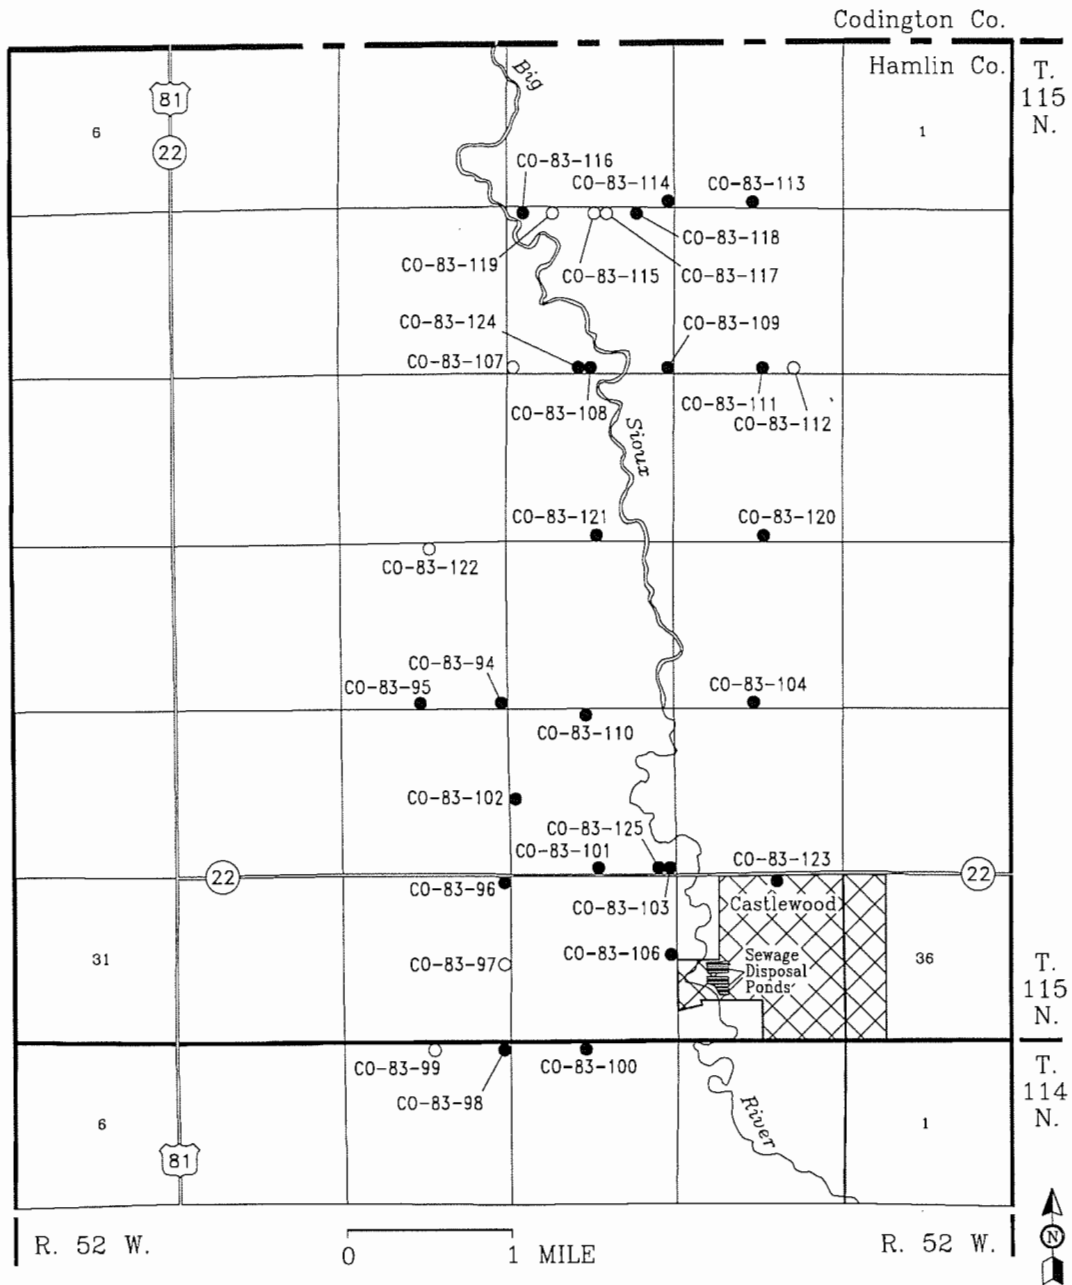 Codington Co.
Hamlin Co.
T.
115
N.
81
22
6
1
Big
CO-83-116
CO-83-114
CO-83-113
CO-83-118
CO-83-119
CO-83-115
CO-83-117
CO-83-124
CO-83-109
CO-83-107
CO-83-108
CO-83-111
CO-83-112
Sioux
CO-83-121
CO-83-120
CO-83-122
CO-83-94
CO-83-95
CO-83-104
CO-83-110
CO-83-102
CO-83-125
CO-83-101
CO-83-123
22
22
CO-83-96
CO-83-103
Castlewood
CO-83-106
31
CO-83-97
Sewage
Disposal
Ponds
36
T.
115
N.
CO-83-99
CO-83-100
CO-83-98
T.
114
N.
6
River
1
81
R. 52 W.
0 1 MILE
R. 52 W.
N